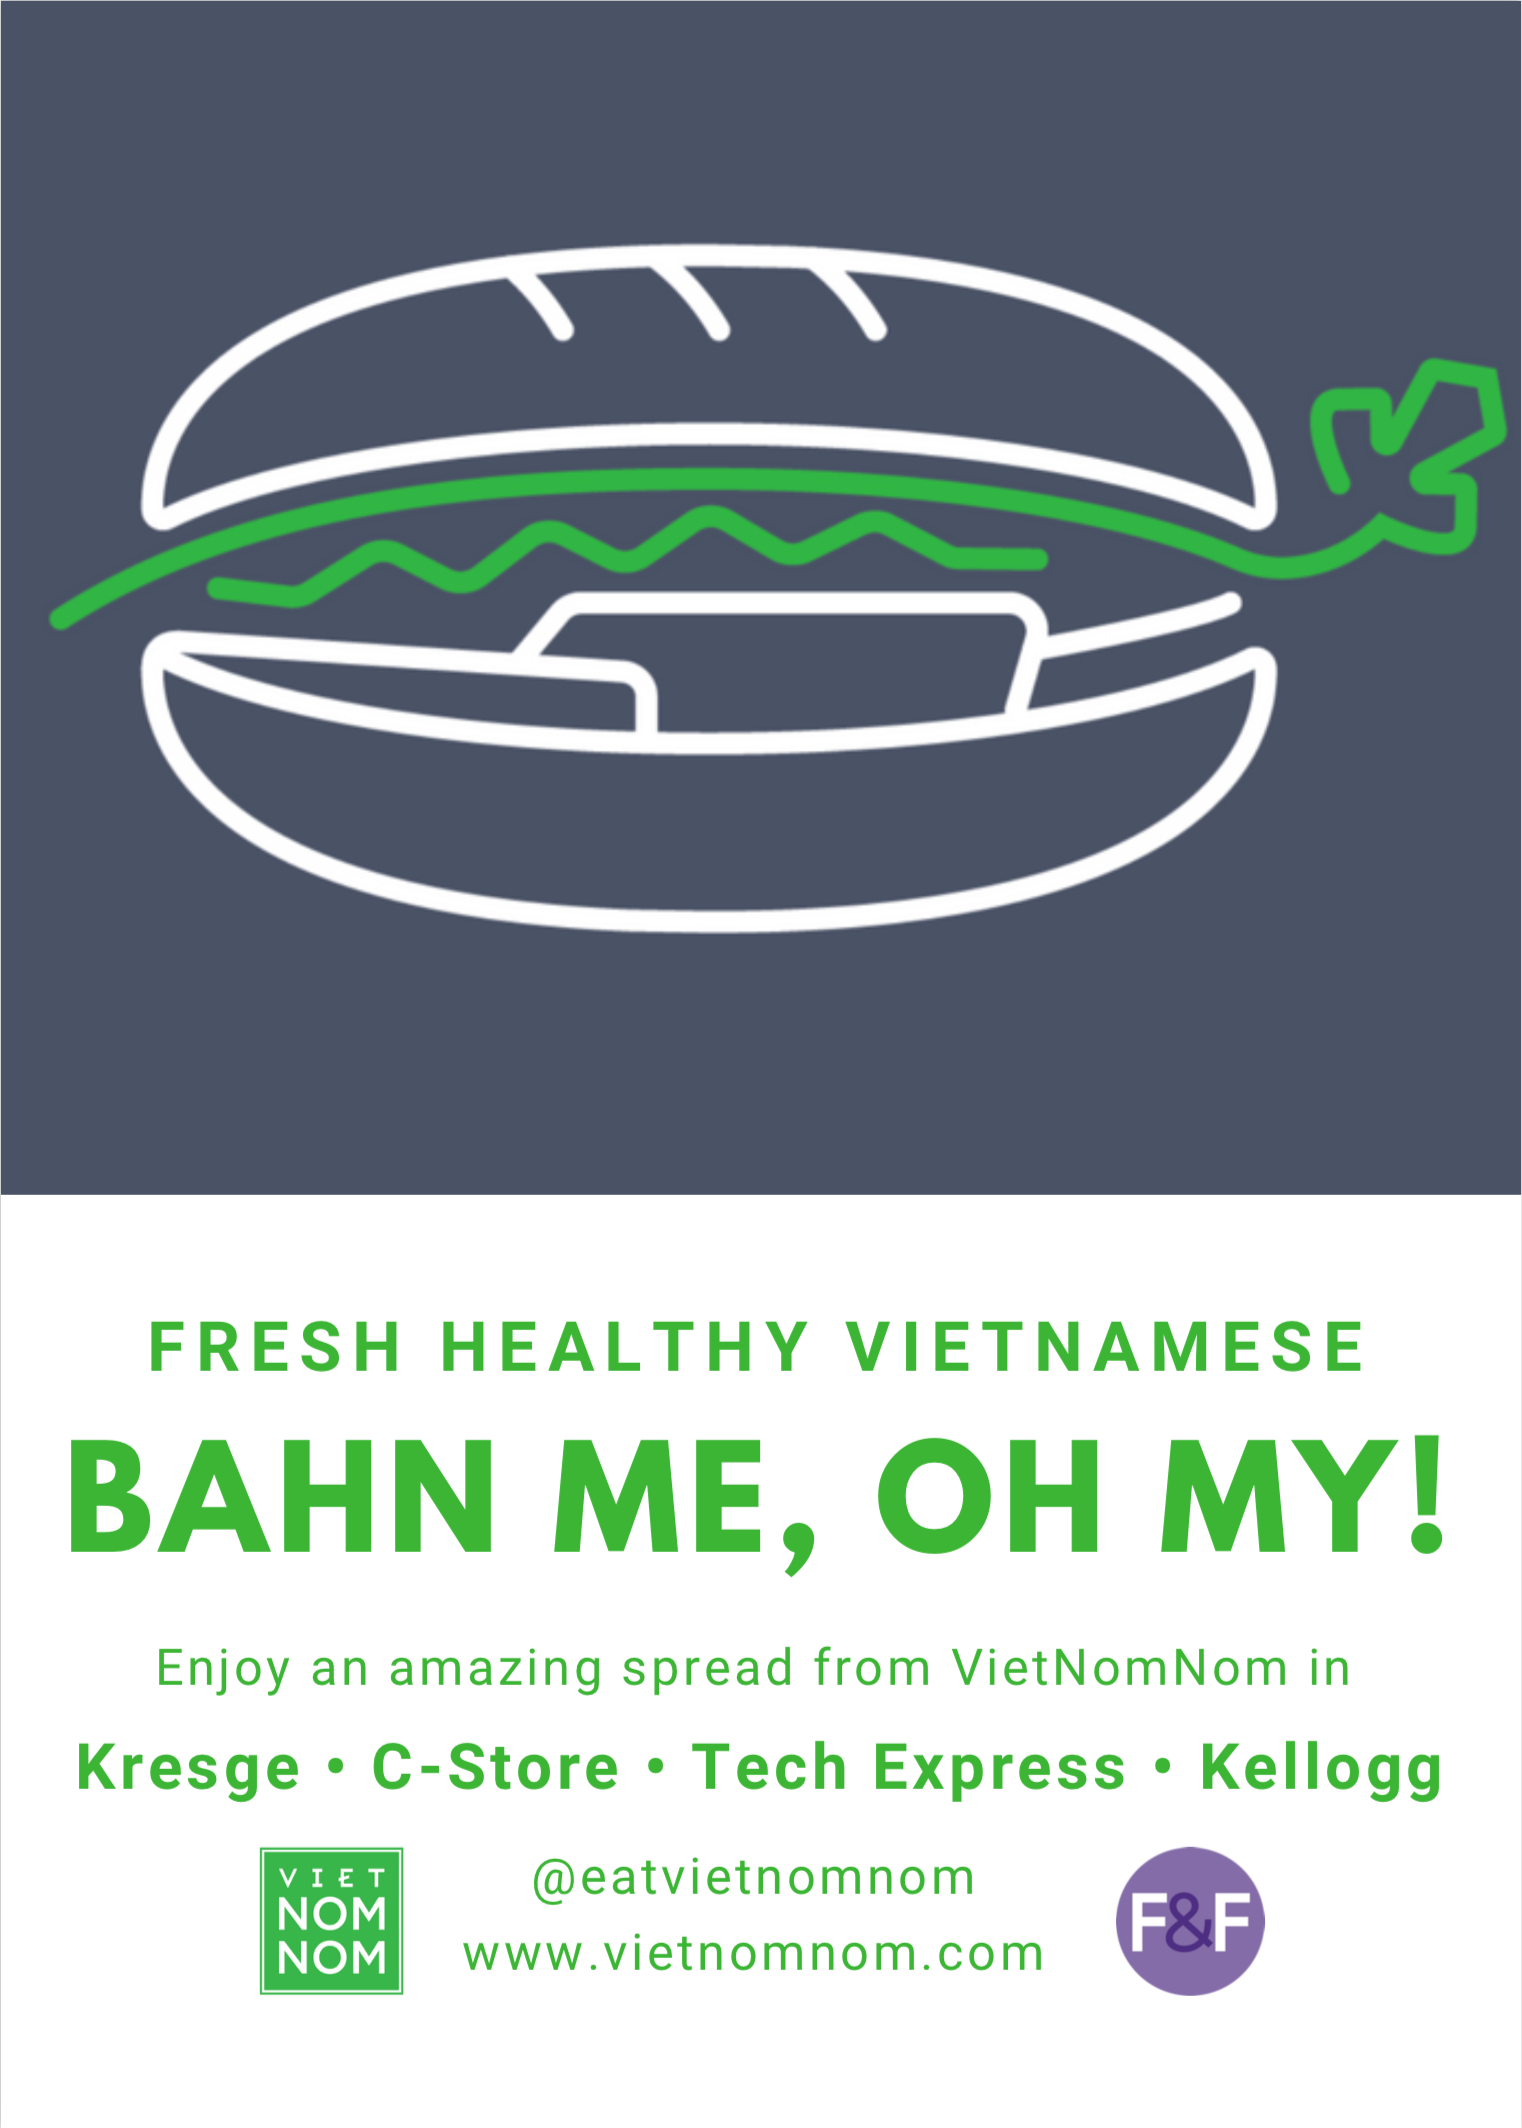 FRESH HEALTHY VIETNAMESE
BAHN ME, OH MY!
Enjoy an amazing spread from VietNomNom in
Kresge • C-Store • Tech Express • Kellogg
VIET
NOM
NOM
@eatvietnomnom
www.vietnomnom.com
F&F